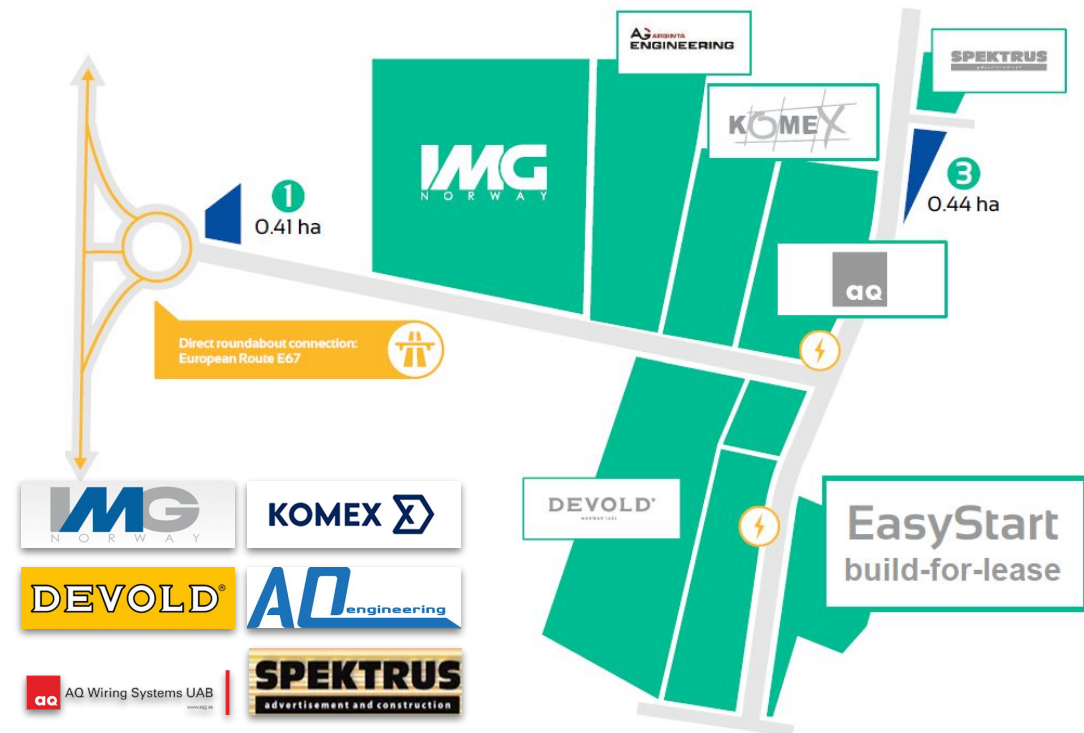 AG ARGINTA
ENGINEERING
SPEKTRUS
KOMEX
IMG
NORWAY
1
0.41 ha
3
0.44 ha
aQ
Direct roundabout connection:
European Route E67
DEVOLD®
EasyStart
build-for-lease
IMG
NORWAY
KOMEX
DEVOLD®
AQ engineering
aQ AQ Wiring Systems UAB
SPEKTRUS
advertisement and construction